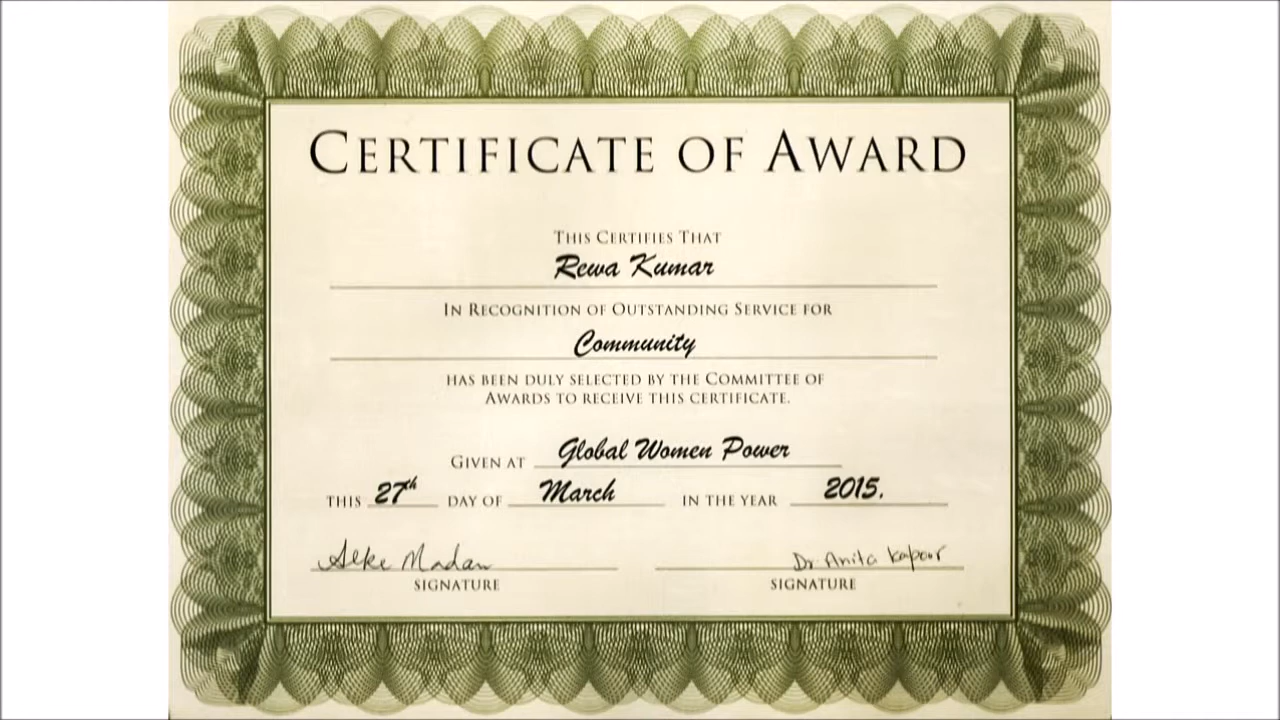 CERTIFICATE OF AWARD
THIS CERTIFIES THAT
Rewa Kumar
IN RECOGNITION OF OUTSTANDING SERVICE FOR
Community
HAS BEEN DULY SELECTED BY THE COMMITTEE OF
AWARDS TO RECEIVE THIS CERTIFICATE.
GIVEN AT Global Women Power
THIS 27th DAY OF March IN THE YEAR 2015.
Madan Dr Anita Kapoor
SIGNATURE SIGNATURE